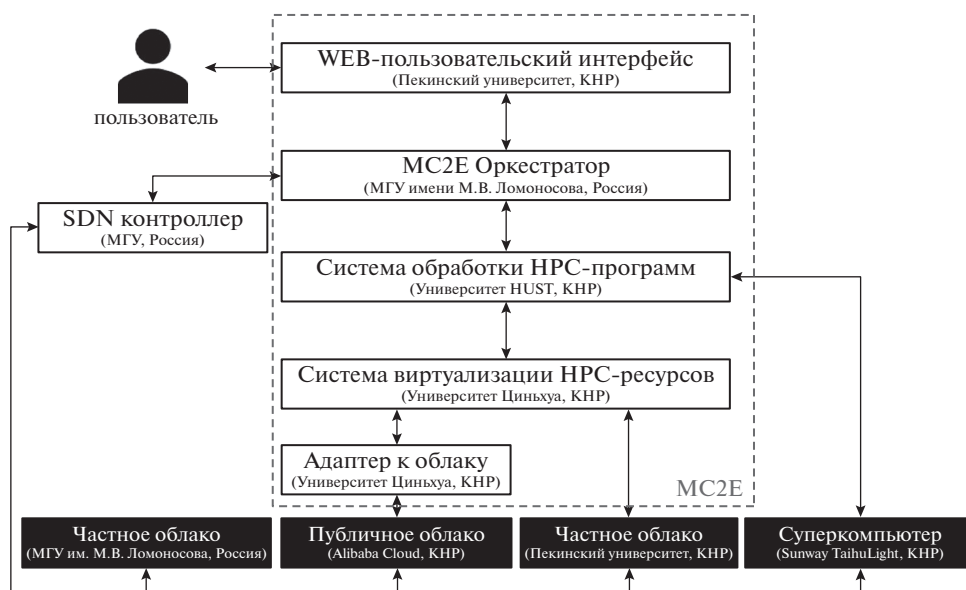 WEB-пользовательский интерфейс
(Пекинский университет, КНР)
пользователь
MC2E Оркестратор
(МГУ имени М.В. Ломоносова, Россия)
SDN контроллер
(МГУ, Россия)
Система обработки HPC-программ
(Университет HUST, КНР)
Система виртуализации HPC-ресурсов
(Университет Циньхуа, КНР)
Адаптер к облаку
(Университет Циньхуа, КНР)
MC2E
Частное облако
(МГУ им. М.В. Ломоносова, Россия)
Публичное облако
(Alibaba Cloud, КНР)
Частное облако
(Пекинский университет, КНР)
Суперкомпьютер
(Sunway TaihuLight, КНР)